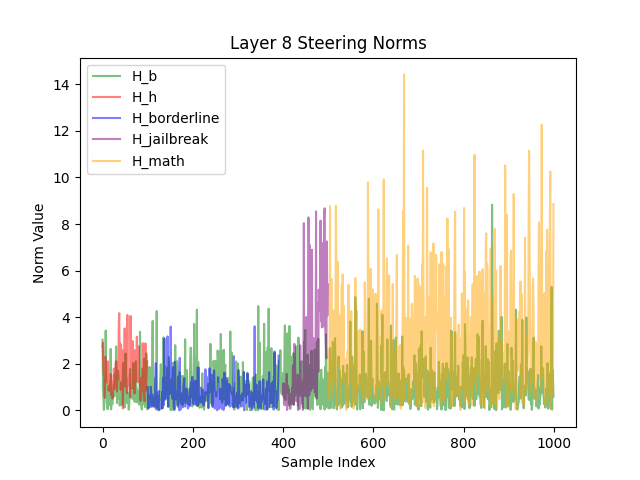 Layer 8 Steering Norms
H_b
H_h
H_borderline
H_jailbreak
H_math
14
12
10
8
6
4
2
0
Norm Value
0 200 400 600 800 1000
Sample Index